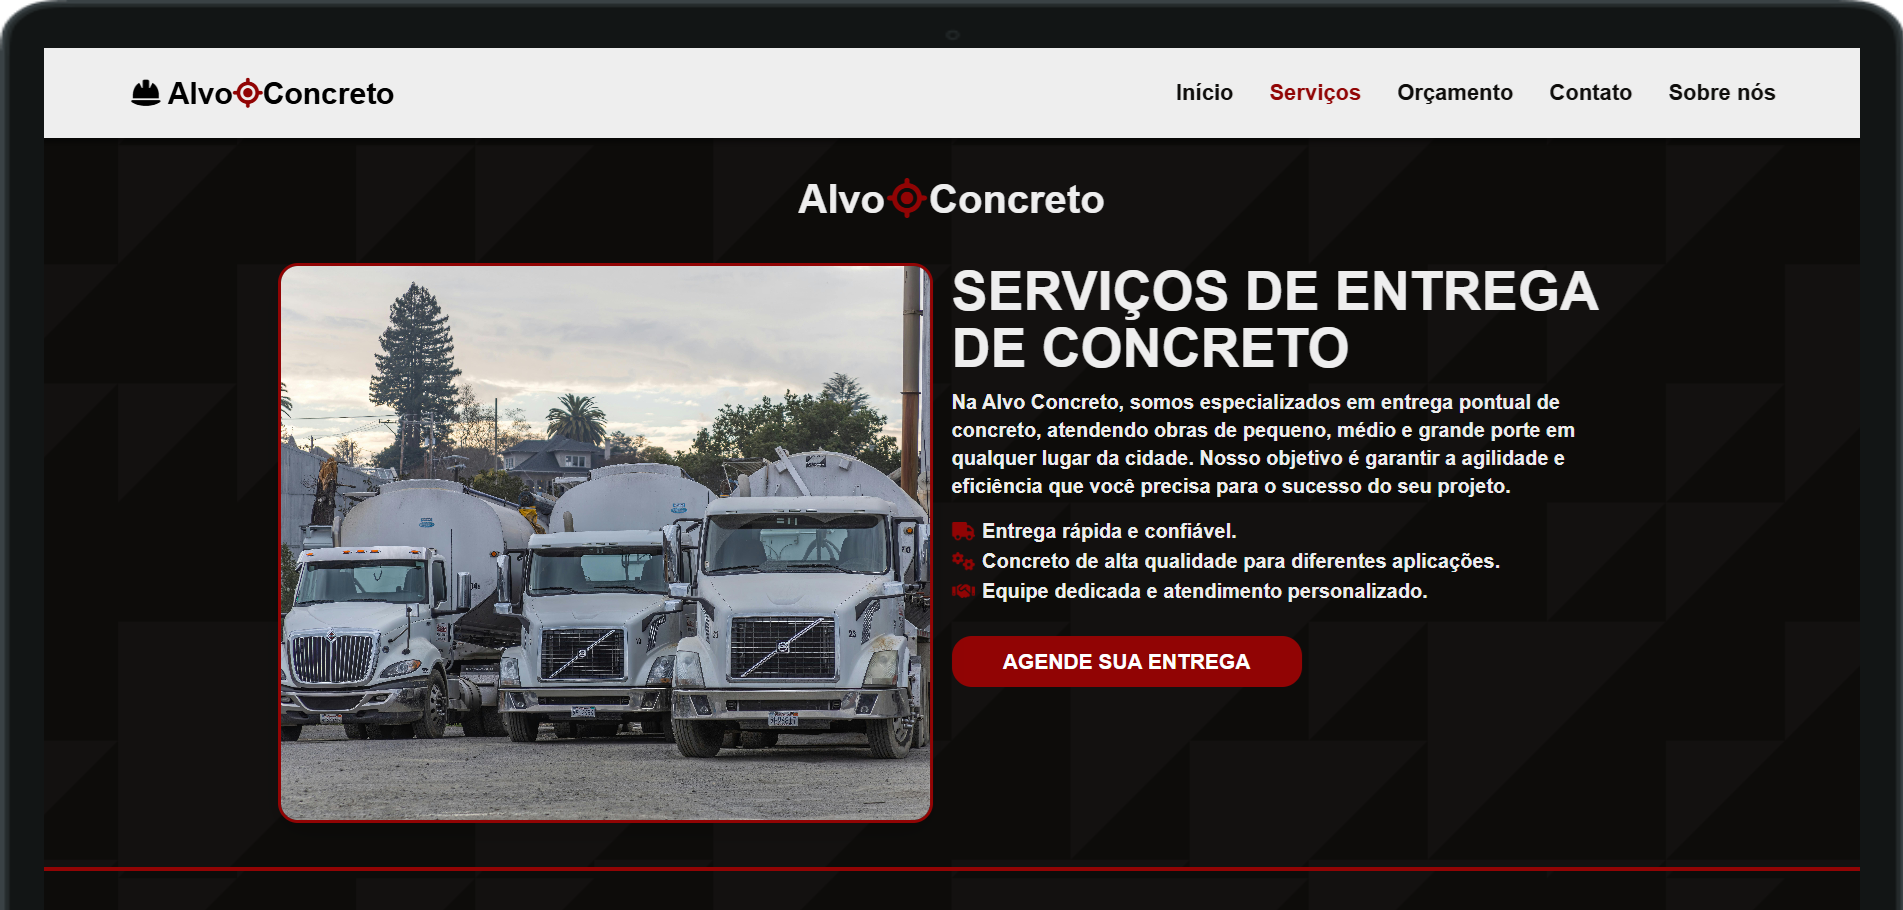 Alvo Concreto
Início Serviços Orçamento Contato Sobre nós
Alvo Concreto
SERVIÇOS DE ENTREGA
DE CONCRETO
Na Alvo Concreto, somos especializados em entrega pontual de
concreto, atendendo obras de pequeno, médio e grande porte em
qualquer lugar da cidade. Nosso objetivo é garantir a agilidade e
eficiência que você precisa para o sucesso do seu projeto.
Entrega rápida e confiável.
Concreto de alta qualidade para diferentes aplicações.
Equipe dedicada e atendimento personalizado.
AGENDE SUA ENTREGA